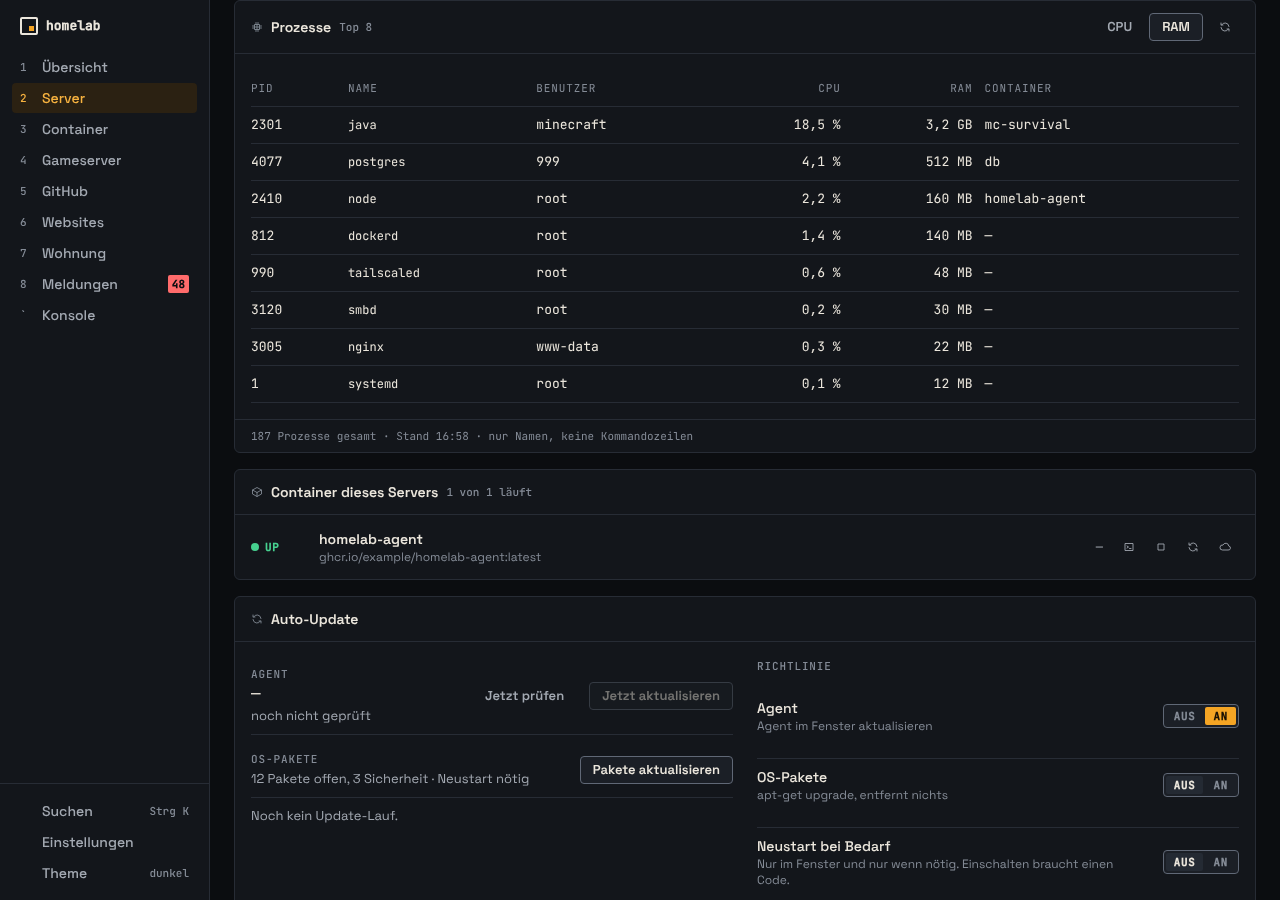 homelab
1 Übersicht
2 Server
3 Container
4 Gameserver
5 GitHub
6 Websites
7 Wohnung
8 Meldungen 48
` Konsole
Suchen Strg K
Einstellungen
Theme dunkel
Prozesse Top 8 CPU RAM
PID NAME BENUTZER CPU RAM CONTAINER
2301 java minecraft 18,5 % 3,2 GB mc-survival
4077 postgres 999 4,1 % 512 MB db
2410 node root 2,2 % 160 MB homelab-agent
812 dockerd root 1,4 % 140 MB —
990 tailscaled root 0,6 % 48 MB —
3120 smbd root 0,2 % 30 MB —
3005 nginx www-data 0,3 % 22 MB —
1 systemd root 0,1 % 12 MB —
187 Prozesse gesamt · Stand 16:58 · nur Namen, keine Kommandozeilen
Container dieses Servers 1 von 1 läuft
UP homelab-agent —
ghcr.io/example/homelab-agent:latest
Auto-Update
AGENT
—
noch nicht geprüft
Jetzt prüfen Jetzt aktualisieren
OS-PAKETE
12 Pakete offen, 3 Sicherheit · Neustart nötig
Pakete aktualisieren
Noch kein Update-Lauf.
RICHTLINIE
Agent
Agent im Fenster aktualisieren
AUS AN
OS-Pakete
apt-get upgrade, entfernt nichts
AUS AN
Neustart bei Bedarf
Nur im Fenster und nur wenn nötig. Einschalten braucht einen
Code.
AUS AN